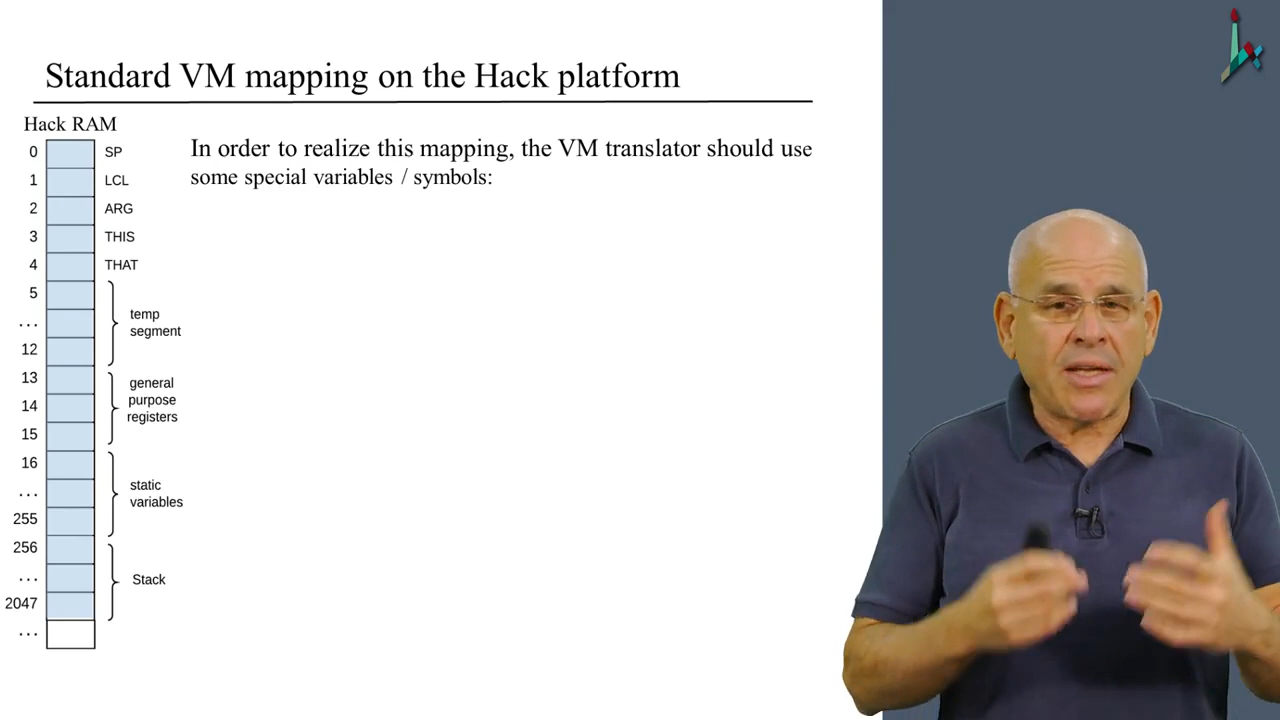 Standard VM mapping on the Hack platform
Hack RAM
In order to realize this mapping, the VM translator should use
some special variables / symbols:
0 SP
1 LCL
2 ARG
3 THIS
4 THAT
5
...
12
temp
segment
13
14
15
general
purpose
registers
16
...
255
static
variables
256
...
2047
Stack
...